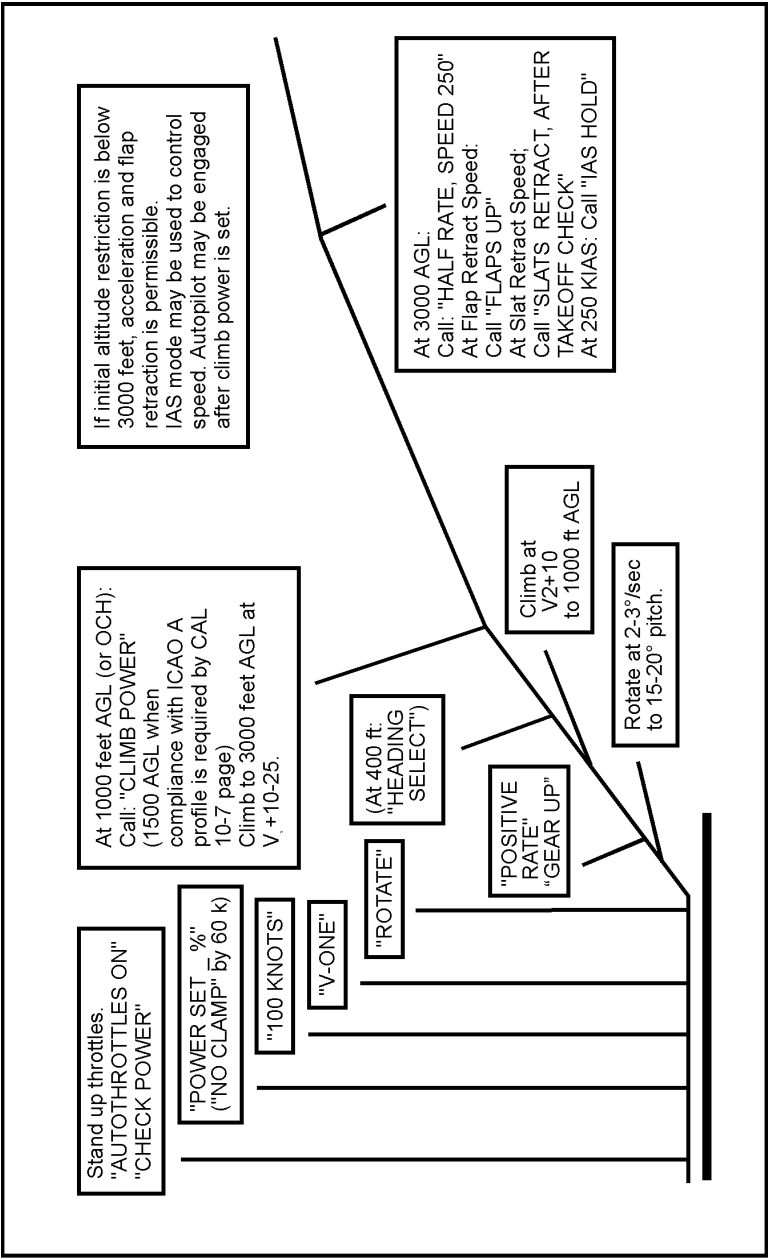 Stand up throttles.
"AUTOTHROTTLES ON"
"CHECK POWER"
"POWER SET _ %"
("NO CLAMP" by 60 k)
"100 KNOTS"
"V-ONE"
"ROTATE"
"POSITIVE
RATE"
“GEAR UP”
Rotate at 2-3°/sec
to 15-20° pitch.
(At 400 ft:
"HEADING
SELECT")
Climb at
V2+10
to 1000 ft AGL
At 1000 feet AGL (or OCH):
Call: "CLIMB POWER"
(1500 AGL when
compliance with ICAO A
profile is required by CAL
10-7 page)
Climb to 3000 feet AGL at
V +10-25.
At 3000 AGL:
Call: "HALF RATE, SPEED 250"
At Flap Retract Speed:
Call "FLAPS UP"
At Slat Retract Speed;
Call "SLATS RETRACT, AFTER
TAKEOFF CHECK"
At 250 KIAS: Call "IAS HOLD"
If initial altitude restriction is below
3000 feet, acceleration and flap
retraction is permissible.
IAS mode may be used to control
speed. Autopilot may be engaged
after climb power is set.